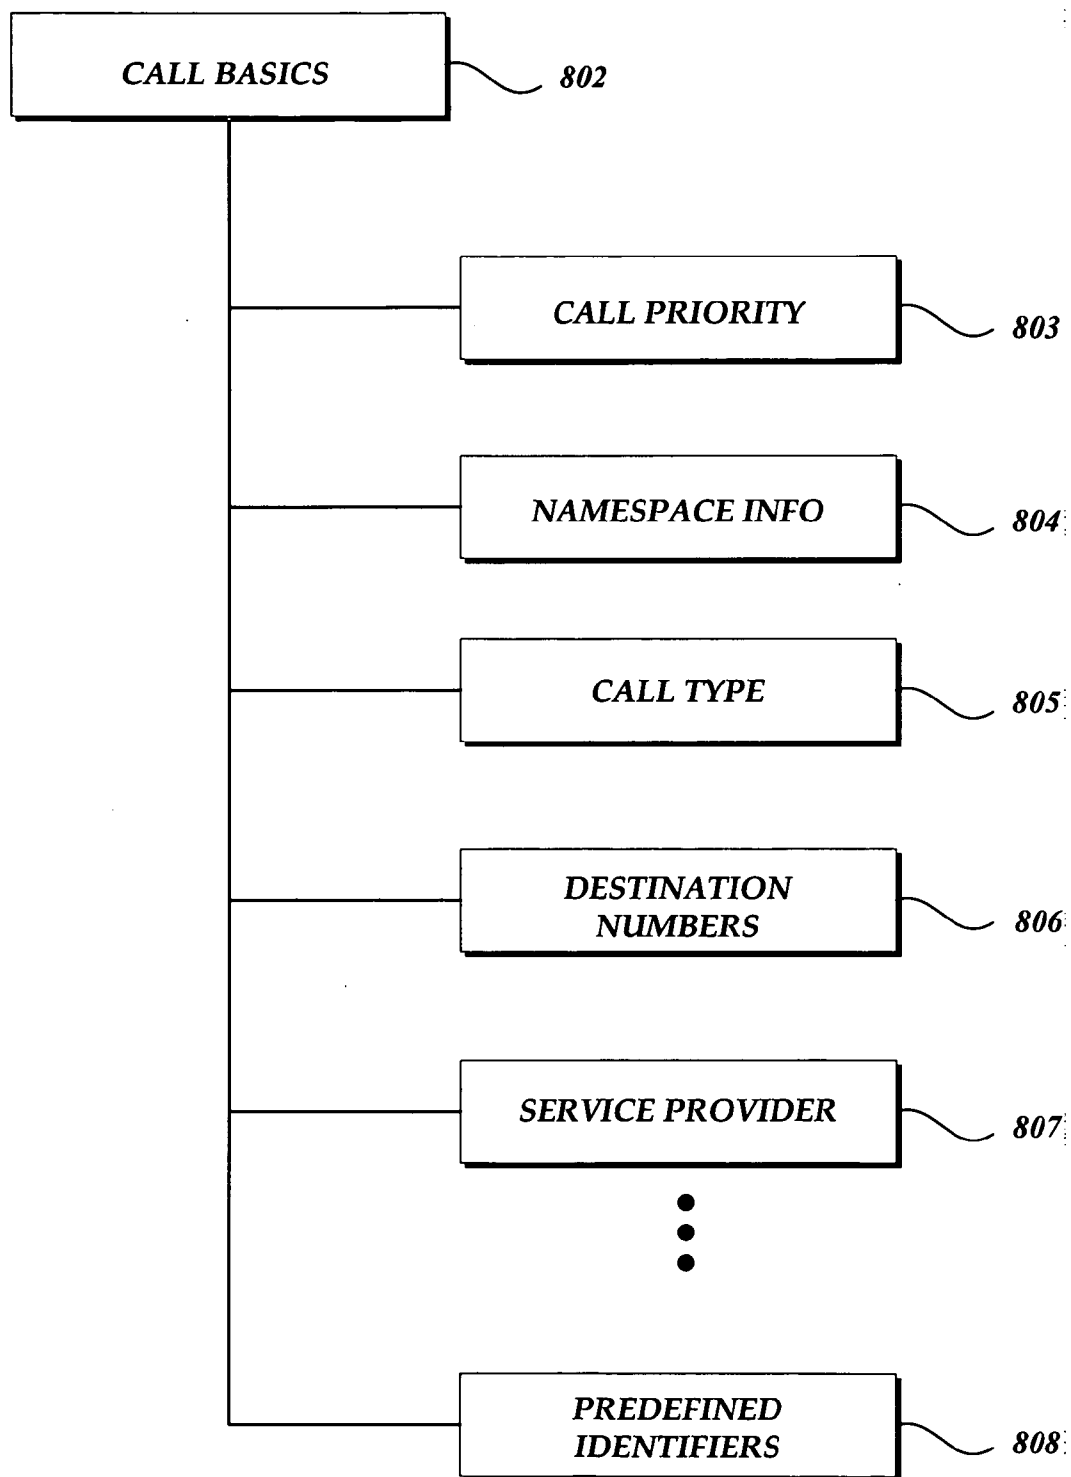 CALL BASICS
802
CALL PRIORITY
803
NAMESPACE INFO
804
CALL TYPE
805
DESTINATION
NUMBERS
806
SERVICE PROVIDER
807
PREDEFINED
IDENTIFIERS
808